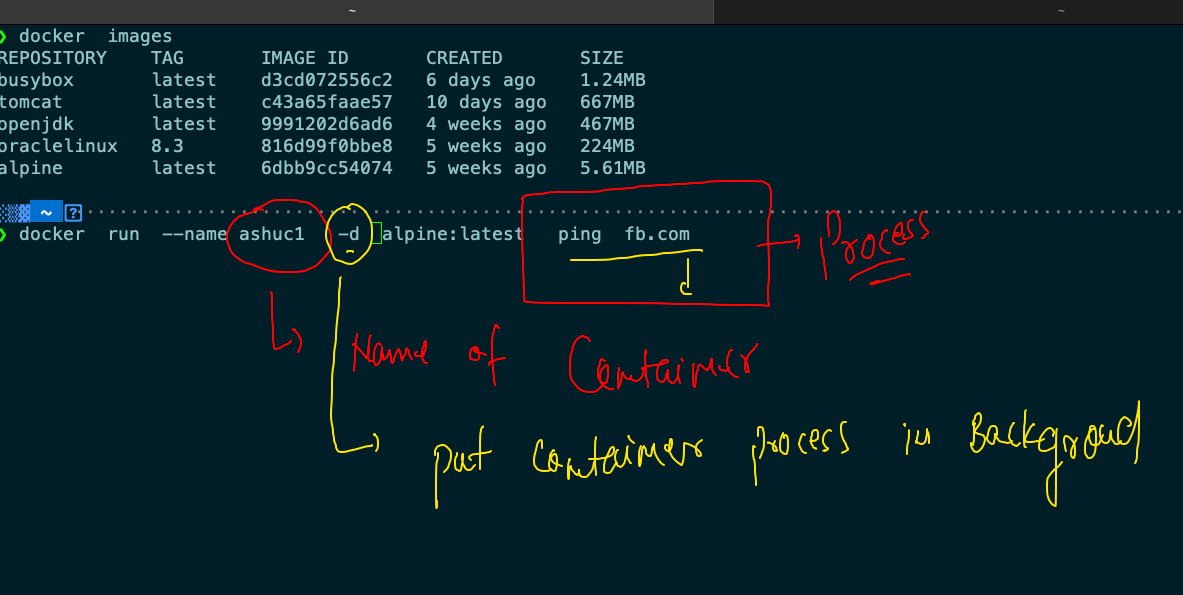 ~ ~
❯ docker images
REPOSITORY TAG IMAGE ID CREATED SIZE
busybox latest d3cd072556c2 6 days ago 1.24MB
tomcat latest c43a65faae57 10 days ago 667MB
openjdk latest 9991202d6ad6 4 weeks ago 467MB
oraclelinux 8.3 816d99f0bbe8 5 weeks ago 224MB
alpine latest 6dbb9cc54074 5 weeks ago 5.61MB
~ ?
❯ docker run --name ashuc1 -d alpine:latest ping fb.com
Process
Name of Container
put container process in Background